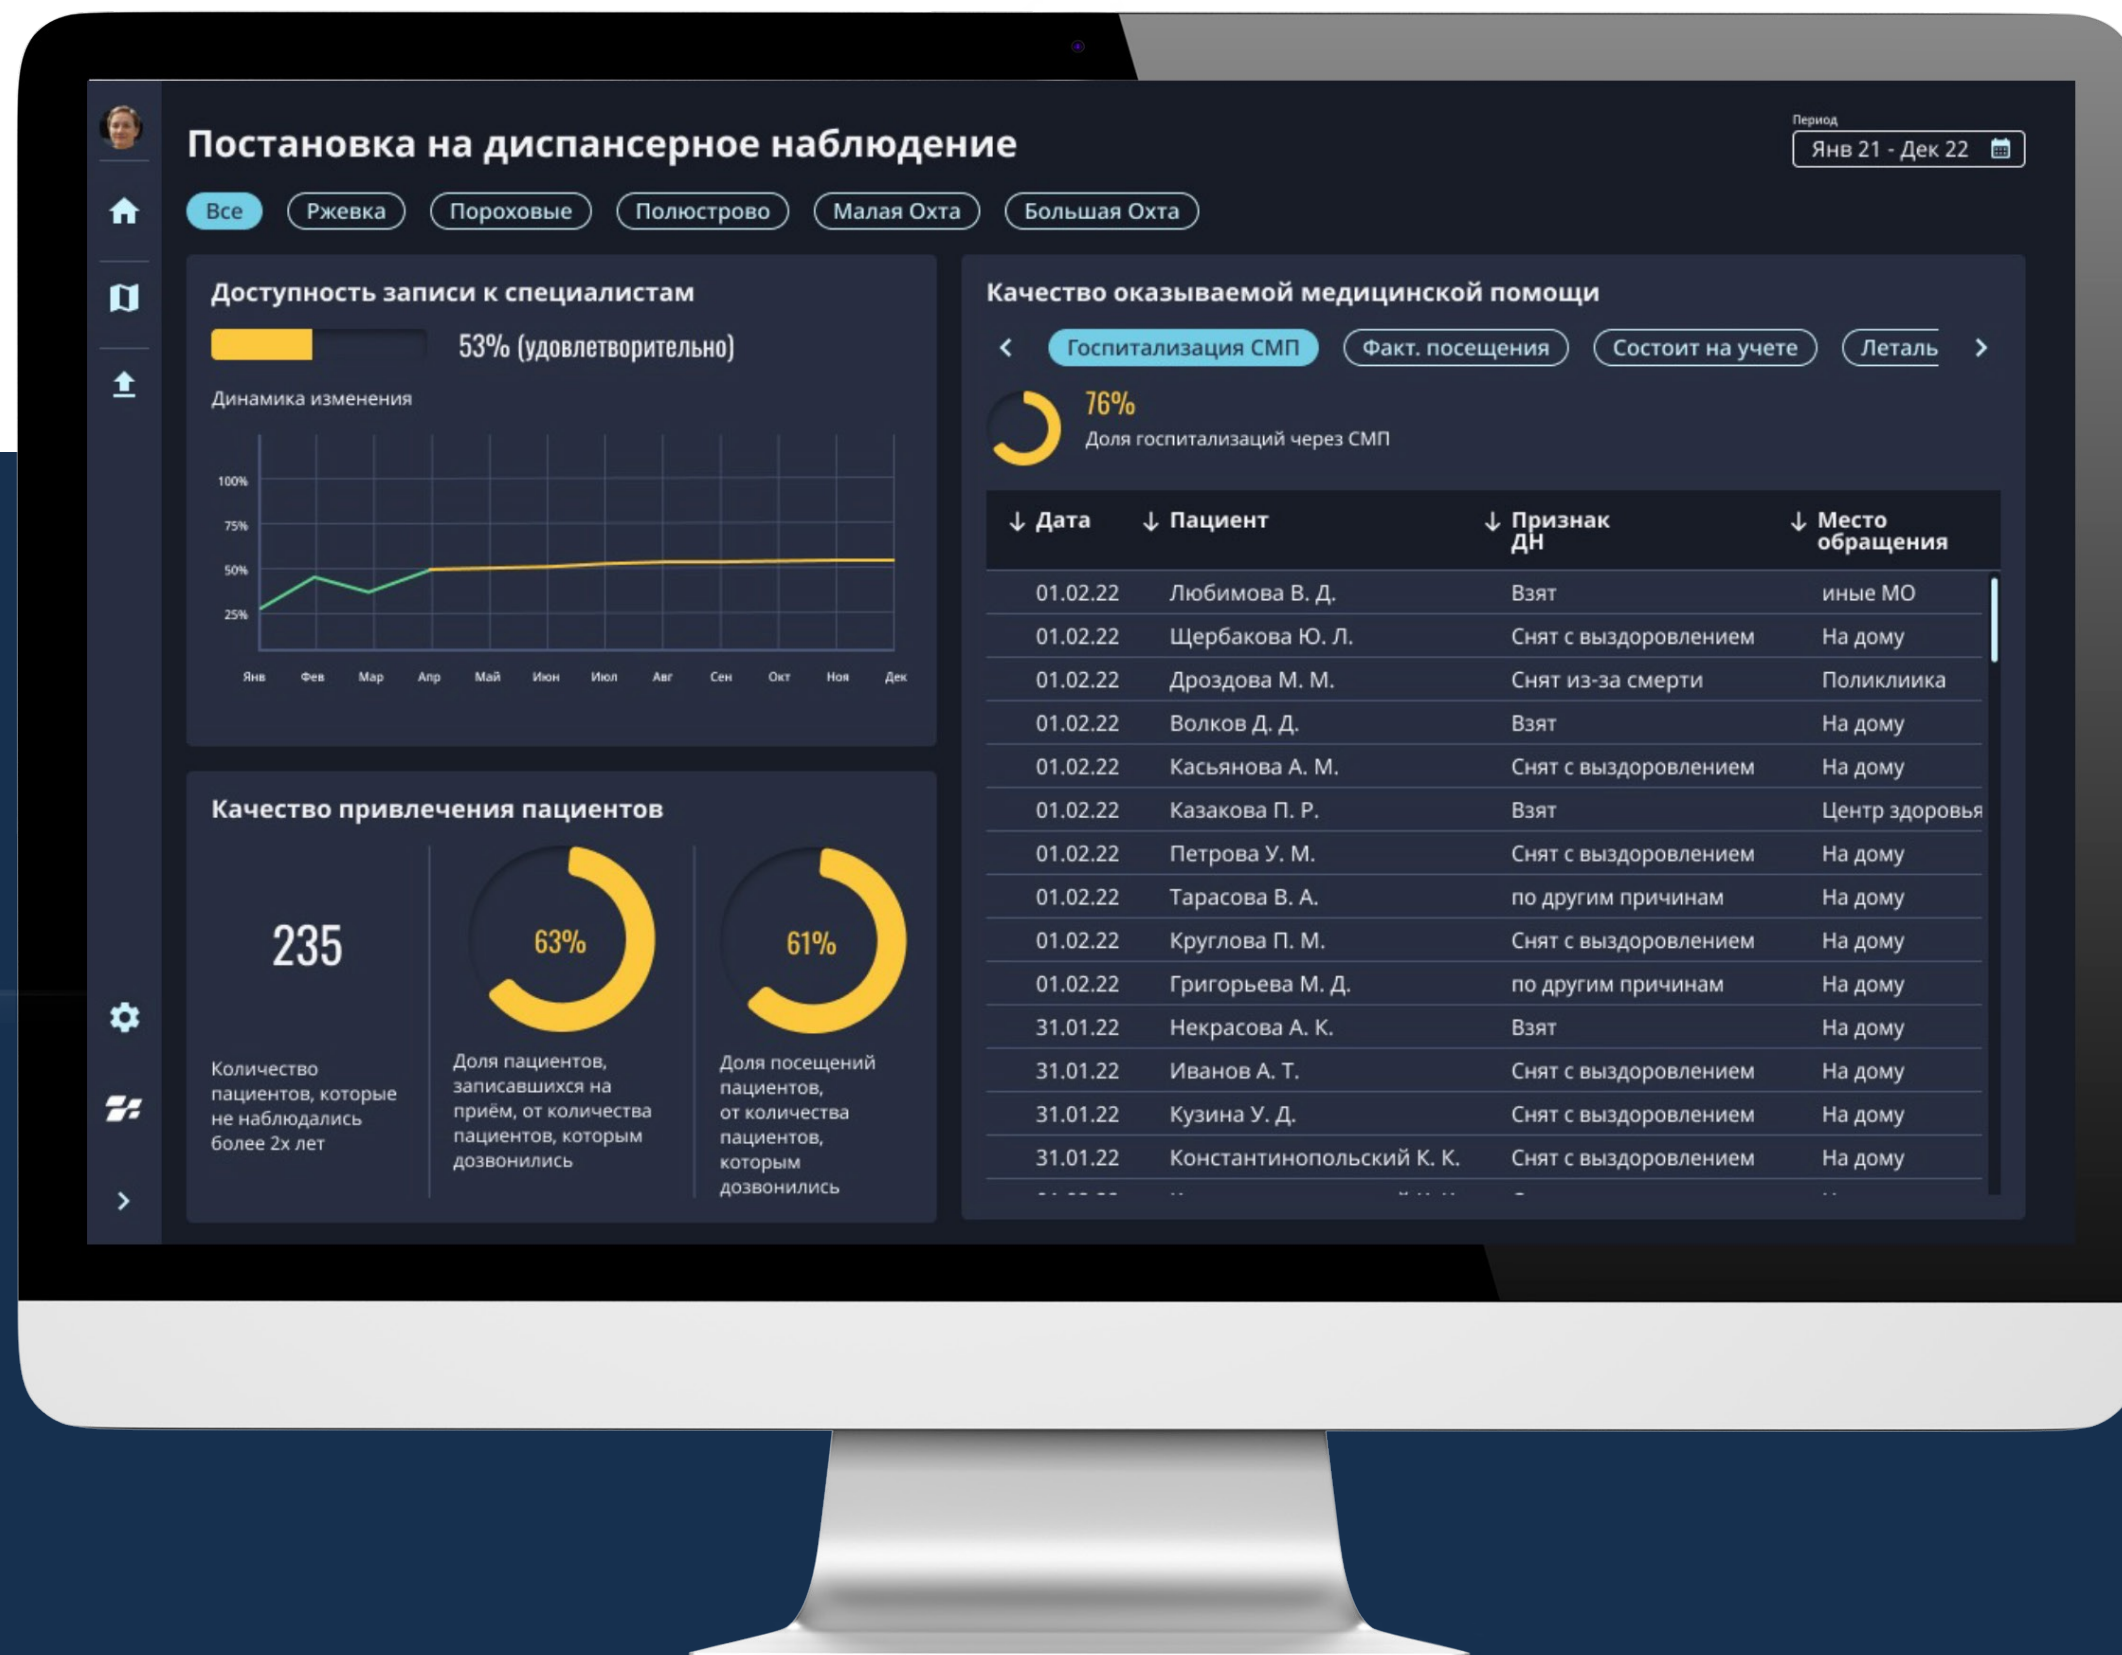 Постановка на диспансерное наблюдение
Период
Янв 21 - Дек 22
Все
Ржевка
Пороховые
Полюстрово
Малая Охта
Большая Охта
Доступность записи к специалистам
53% (удовлетворительно)
Динамика изменения
100%
75%
50%
25%
Янв Фев Мар Апр Май Июн Июл Авг Сен Окт Ноя Дек
Качество привлечения пациентов
235
Количество
пациентов, которые
не наблюдались
более 2х лет
63%
Доля пациентов,
записавшихся на
приём, от количества
пациентов, которым
дозвонились
61%
Доля посещений
пациентов,
от количества
пациентов,
которым
дозвонились
Качество оказываемой медицинской помощи
Госпитализация СМП
Факт. посещения
Состоит на учете
Леталь
76%
Доля госпитализаций через СМП
Дата
Пациент
Признак
ДН
Место
обращения
01.02.22 Любимова В. Д. Взят иные МО
01.02.22 Щербакова Ю. Л. Снят с выздоровлением На дому
01.02.22 Дроздова М. М. Снят из-за смерти Поликлиика
01.02.22 Волков Д. Д. Взят На дому
01.02.22 Касьянова А. М. Снят с выздоровлением На дому
01.02.22 Казакова П. Р. Взят Центр здоровья
01.02.22 Петрова У. М. Снят с выздоровлением На дому
01.02.22 Тарасова В. А. по другим причинам На дому
01.02.22 Круглова П. М. Снят с выздоровлением На дому
01.02.22 Григорьева М. Д. по другим причинам На дому
31.01.22 Некрасова А. К. Взят На дому
31.01.22 Иванов А. Т. Снят с выздоровлением На дому
31.01.22 Кузина У. Д. Снят с выздоровлением На дому
31.01.22 Константинопольский К. К. Снят с выздоровлением На дому